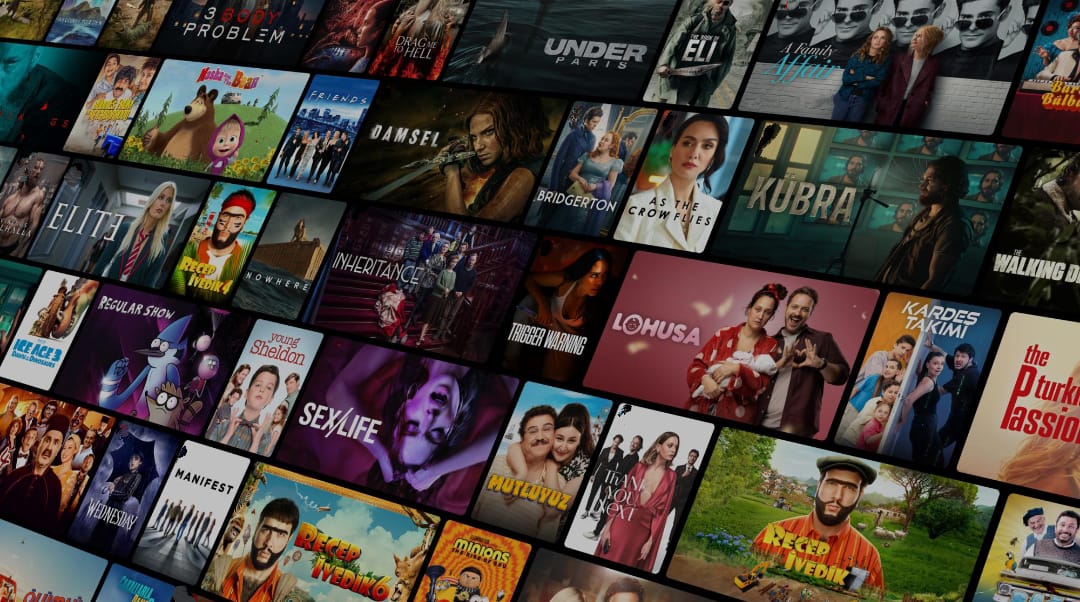 3 BODY
PROBLEM
DRAG ME
TO HELL
UNDER
PARIS
THE BOOK OF
ELI
A Family
Affair
Masha and The Bear
FRIENDS
DAMSEL
BRIDGERTON
AS THE
CROW FLIES
KÜBRA
THE
WALKING D
ELITE
RECEP
İVEDİK 4
NOWHERE
INHERITANCE
TRIGGER WARNING
LOHUSA
KARDEŞ
TAKIMI
the
turki
Passion
ICE AGE 3
REGULAR SHOW
young
Sheldon
SEX/LIFE
MUTLUYUZ
THANK
YOU
NEXT
WEDNESDAY
MANIFEST
RECEP
İVEDİK 6
MINIONS
RECEP
İVEDİK 7